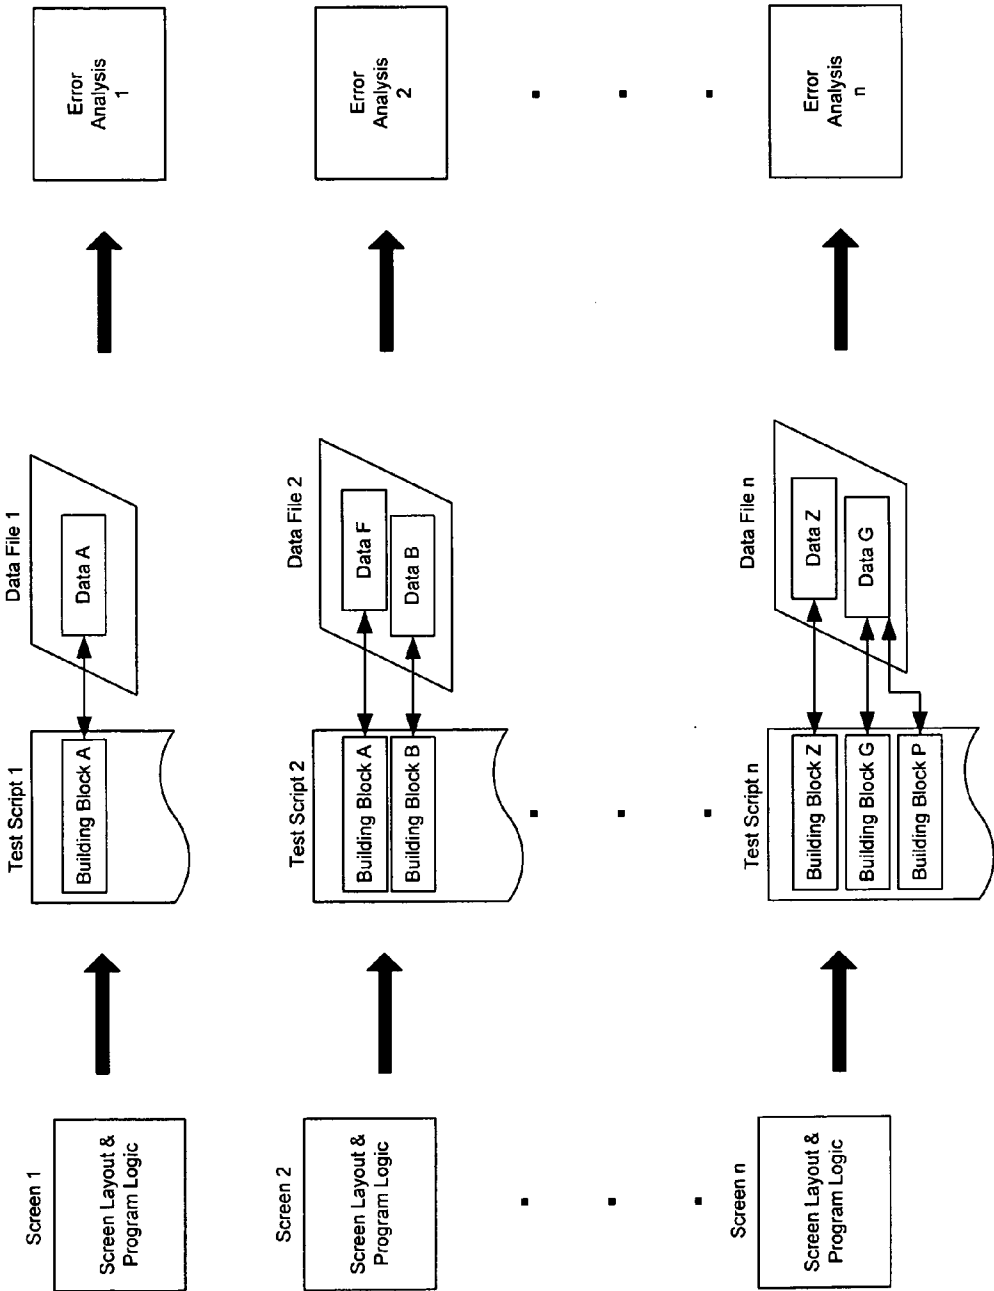 Screen 1
Screen Layout &
Program Logic
Test Script 1
Building Block A
Data File 1
Data A
Error
Analysis
1
Screen 2
Screen Layout &
Program Logic
Test Script 2
Building Block A
Building Block B
Data File 2
Data F
Data B
Error
Analysis
2
Screen n
Screen Layout &
Program Logic
Test Script n
Building Block Z
Building Block G
Building Block P
Data File n
Data Z
Data G
Error
Analysis
n